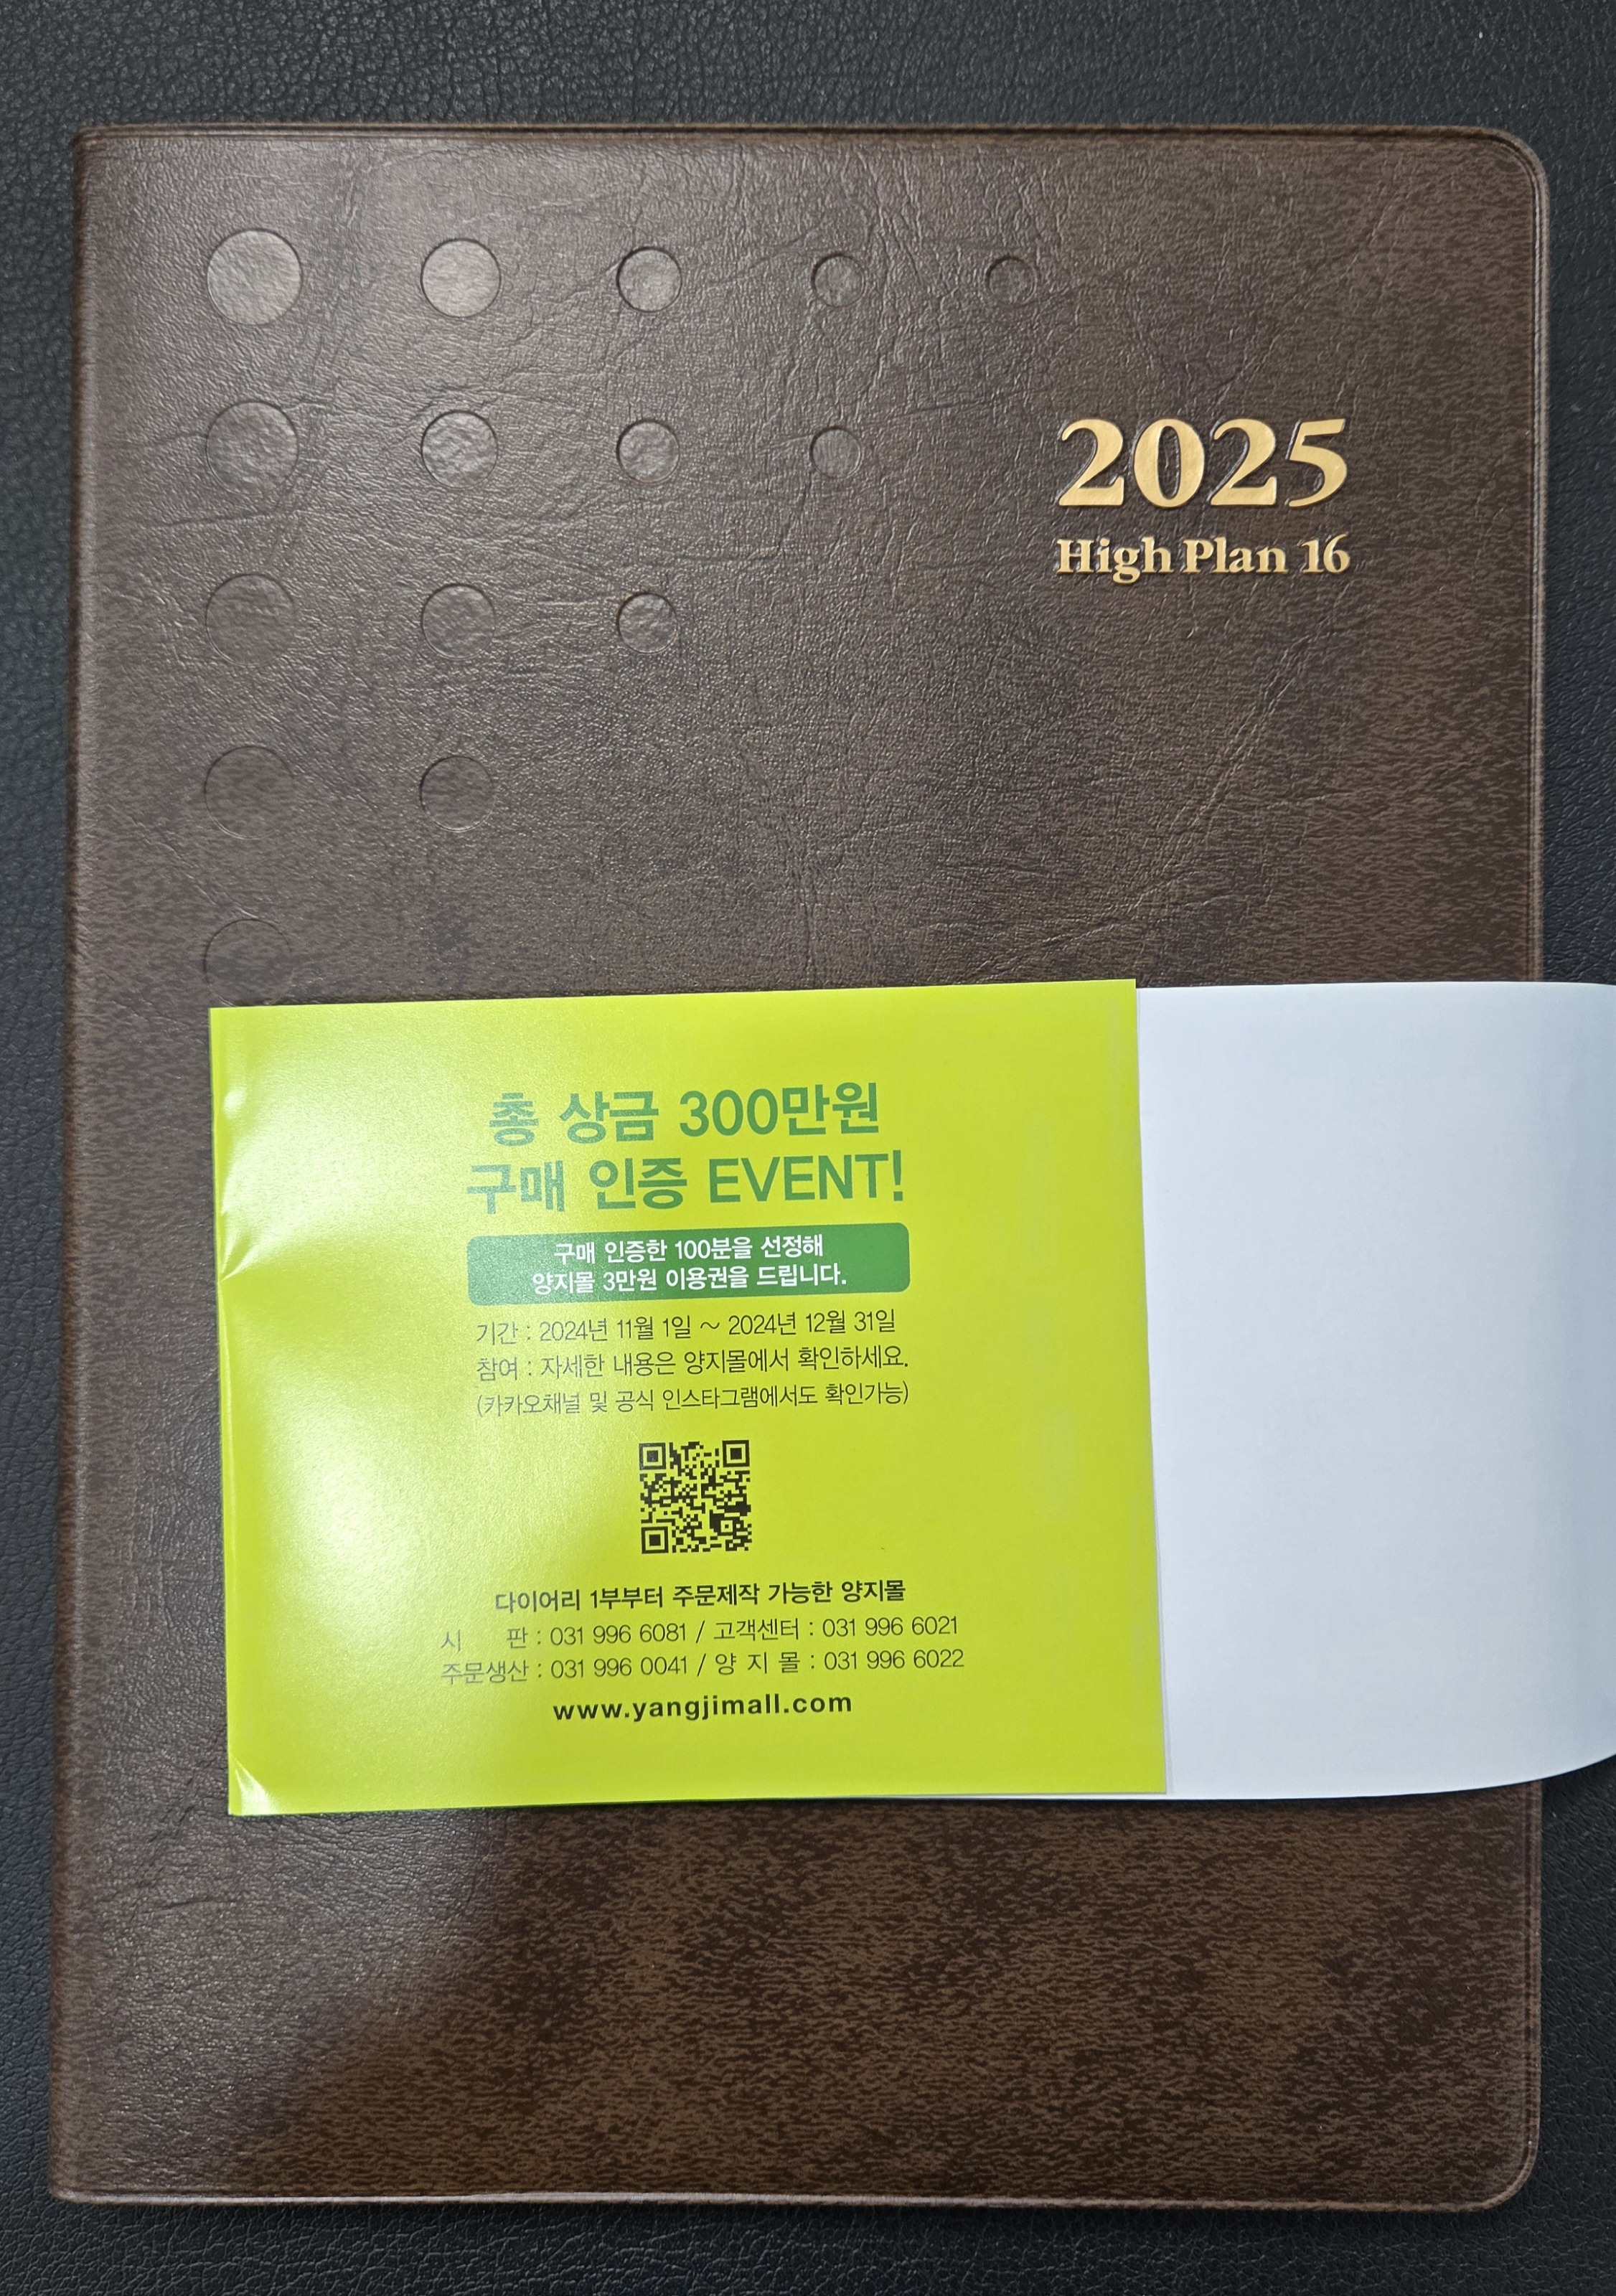 2025
High Plan 16
총 상금 300만원
구매 인증 EVENT!
구매 인증한 100분을 선정해
양지몰 3만원 이용권을 드립니다.
기간 : 2024년 11월 1일 ~ 2024년 12월 31일
참여 : 자세한 내용은 양지몰에서 확인하세요.
(카카오채널 및 공식 인스타그램에서도 확인가능)
다이어리 1부부터 주문제작 가능한 양지몰
시 판 : 031 996 6081 / 고객센터 : 031 996 6021
주문생산 : 031 996 0041 / 양 지 몰 : 031 996 6022
www.yangjimall.com